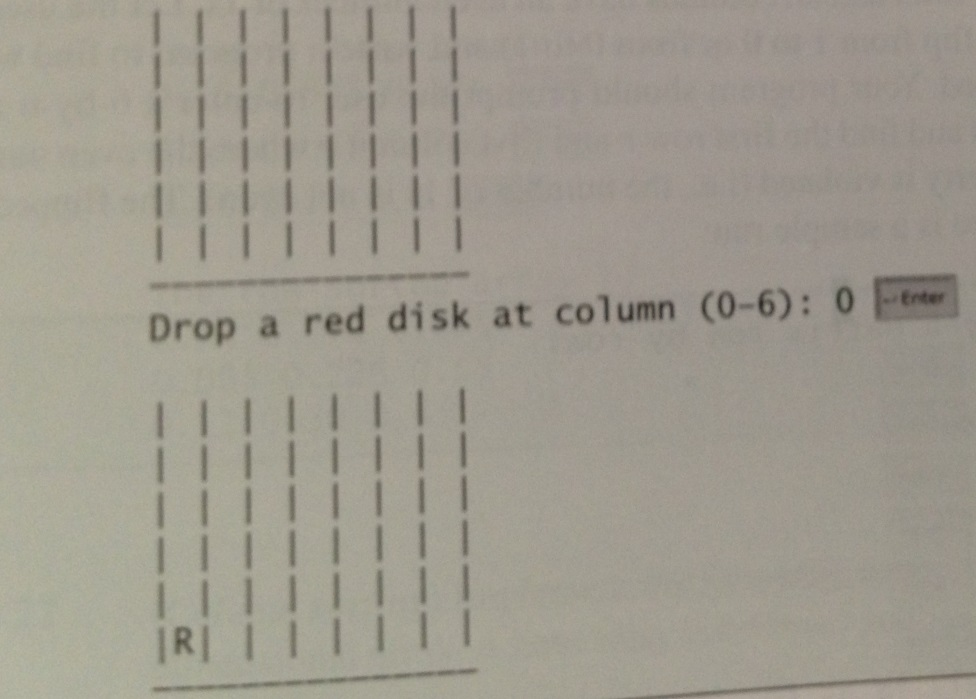 | | | | | | | |
| | | | | | | |
| | | | | | | |
| | | | | | | |
| | | | | | | |
| | | | | | | |
---------------
Drop a red disk at column (0–6): 0 ↵Enter
| | | | | | | |
| | | | | | | |
| | | | | | | |
| | | | | | | |
| | | | | | | |
|R| | | | | | |
---------------